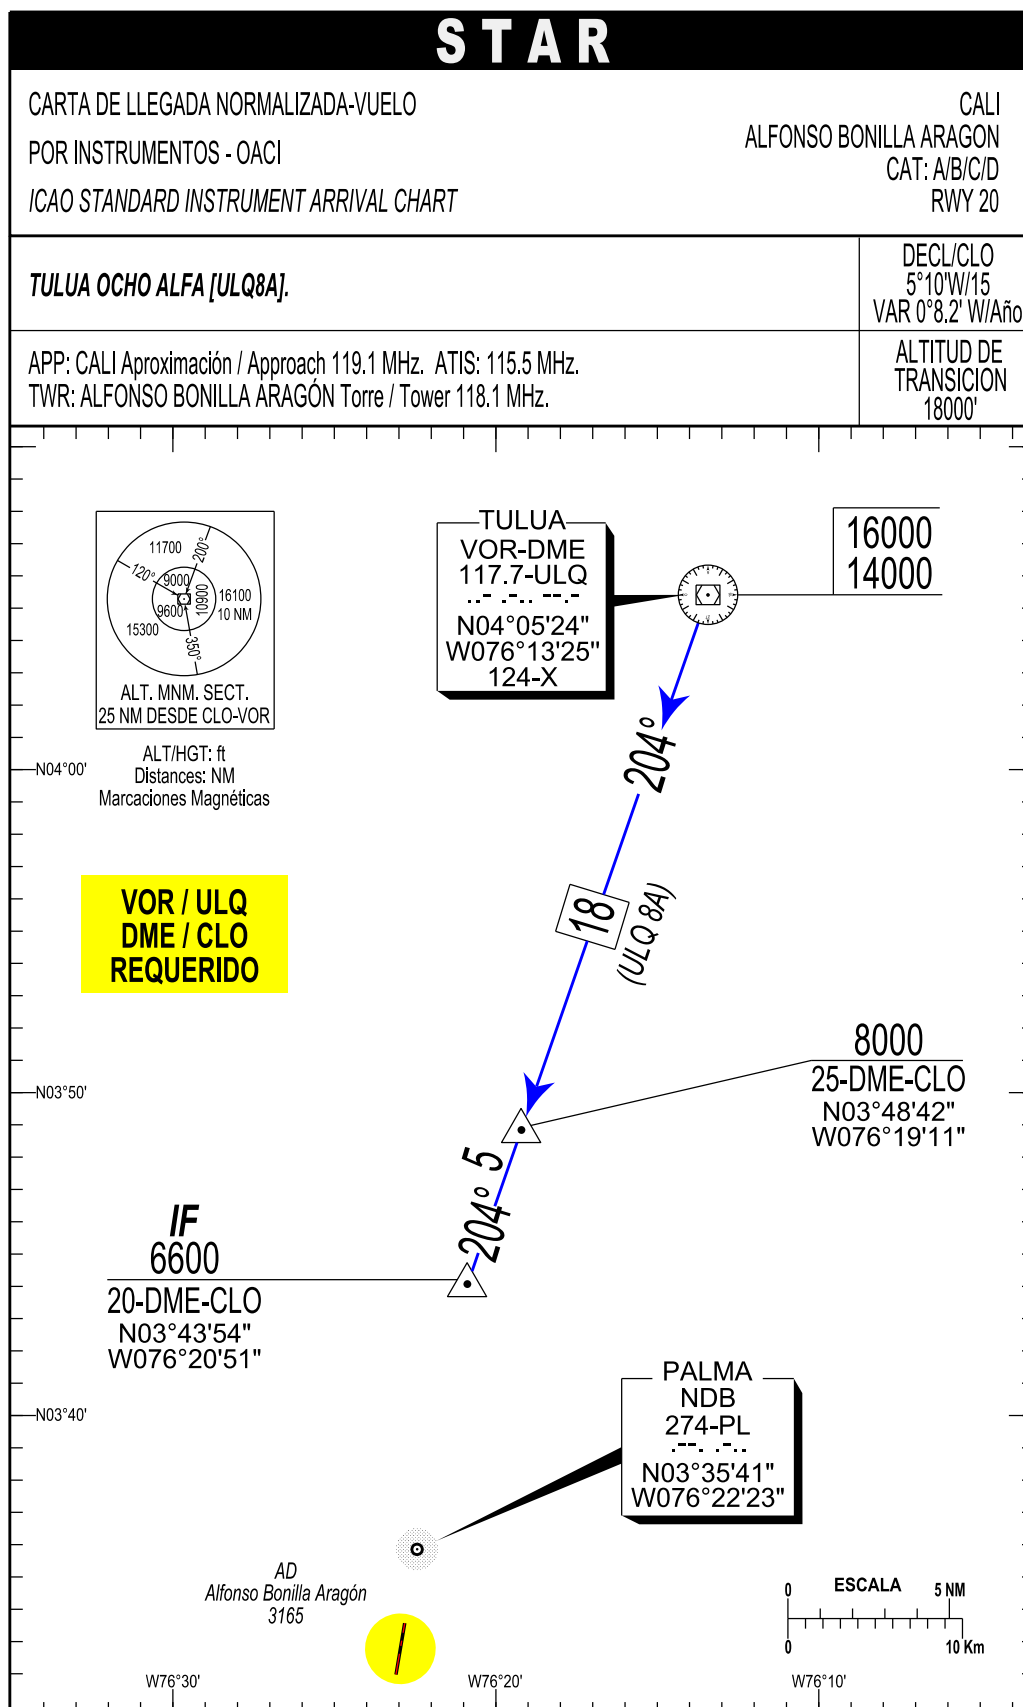 STAR
CARTA DE LLEGADA NORMALIZADA-VUELO
POR INSTRUMENTOS - OACI
ICAO STANDARD INSTRUMENT ARRIVAL CHART
CALI
ALFONSO BONILLA ARAGON
CAT: A/B/C/D
RWY 20
TULUA OCHO ALFA [ULQ8A].
DECL/CLO
5°10'W/15
VAR 0°8.2' W/Año
APP: CALI Aproximación / Approach 119.1 MHz. ATIS: 115.5 MHz.
TWR: ALFONSO BONILLA ARAGÓN Torre / Tower 118.1 MHz.
ALTITUD DE
TRANSICION
18000'
11700
200°
120°
9000
10900
16100
10 NM
9600
15300
350°
ALT. MNM. SECT.
25 NM DESDE CLO-VOR
ALT/HGT: ft
Distances: NM
Marcaciones Magnéticas
TULUA
VOR-DME
117.7-ULQ
..- .-.. --.-
N04°05'24"
W076°13'25"
124-X
16000
14000
204°
N04°00'
VOR / ULQ
DME / CLO
REQUERIDO
18
(ULQ 8A)
8000
25-DME-CLO
N03°48'42"
W076°19'11"
N03°50'
5
204°
IF
6600
20-DME-CLO
N03°43'54"
W076°20'51"
PALMA
NDB
274-PL
.--. .-..
N03°35'41"
W076°22'23"
N03°40'
AD
Alfonso Bonilla Aragón
3165
0 ESCALA 5 NM
0 10 Km
W76°30'
W76°20'
W76°10'